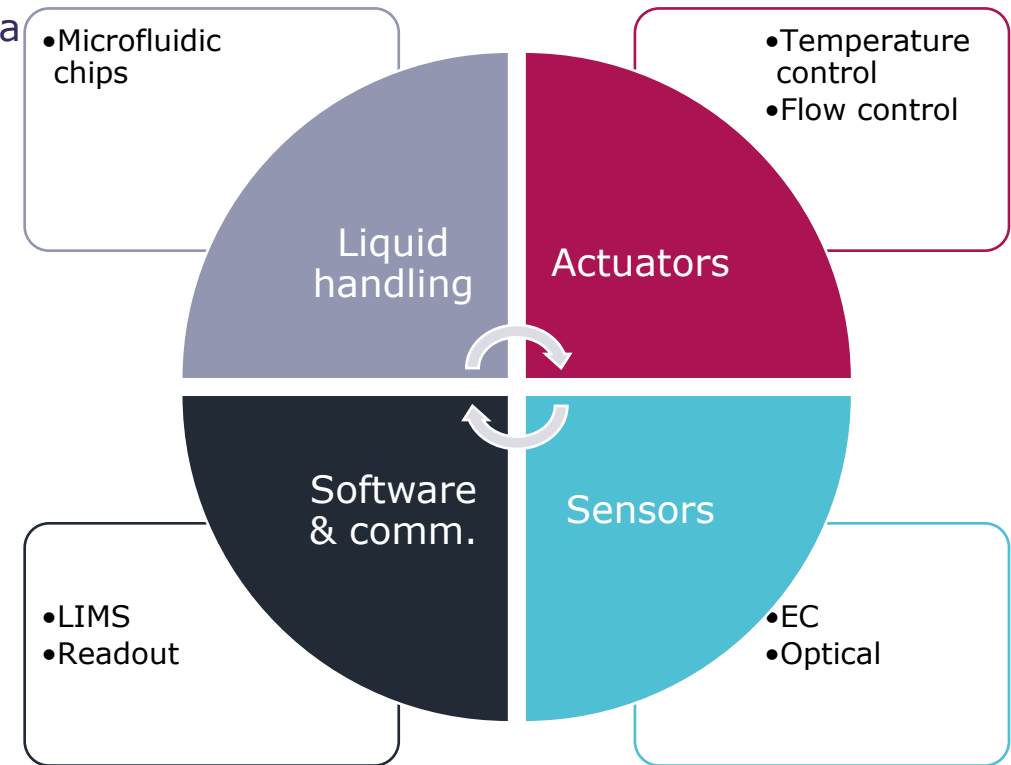 a
•Microfluidic
chips
•Temperature
control
•Flow control
Liquid
handling
Actuators
Software
& comm.
Sensors
•LIMS
•Readout
•EC
•Optical